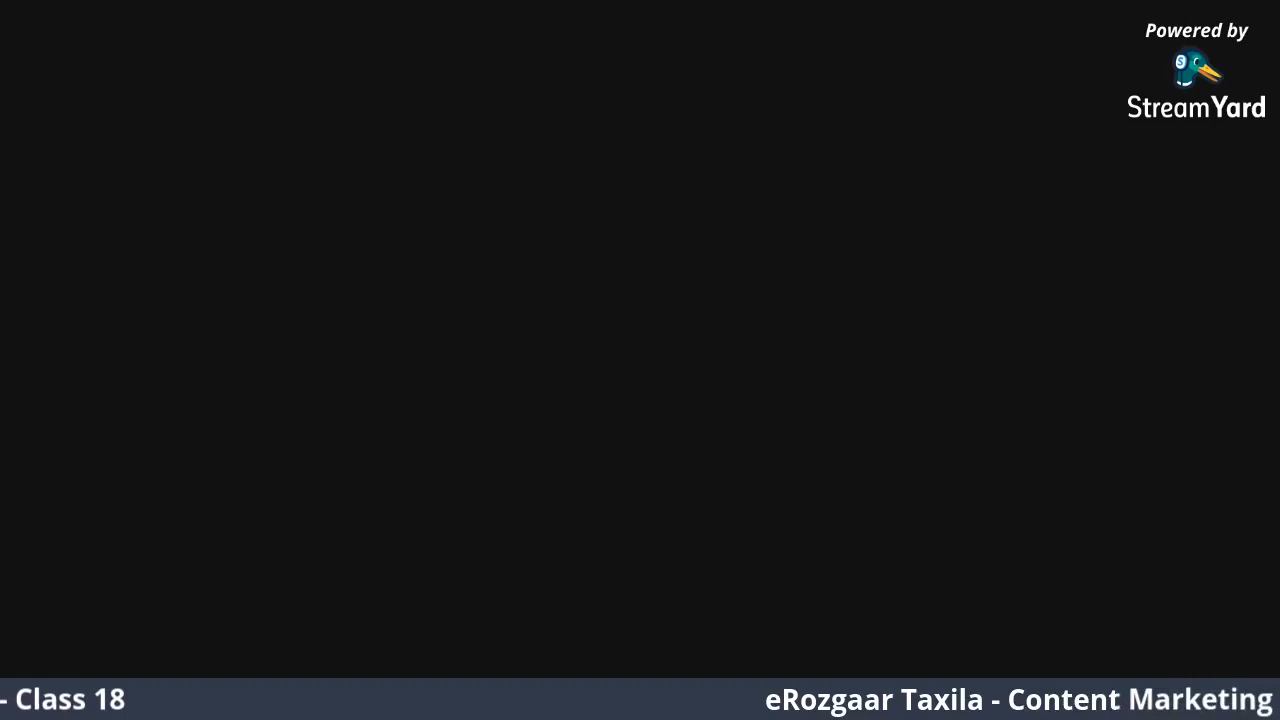 Powered by
S
StreamYard
- Class 18 eRozgaar Taxila - Content Marketing